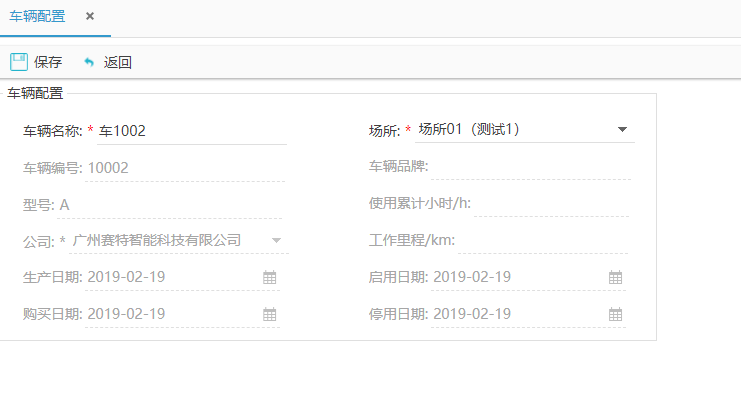 车辆配置 ×
保存 返回
车辆配置
车辆名称: * 车1002 场所: * 场所01（测试1）
车辆编号: 10002 车辆品牌:
型号: A 使用累计小时/h:
公司: * 广州赛特智能科技有限公司 工作里程/km:
生产日期: 2019-02-19 启用日期: 2019-02-19
购买日期: 2019-02-19 停用日期: 2019-02-19